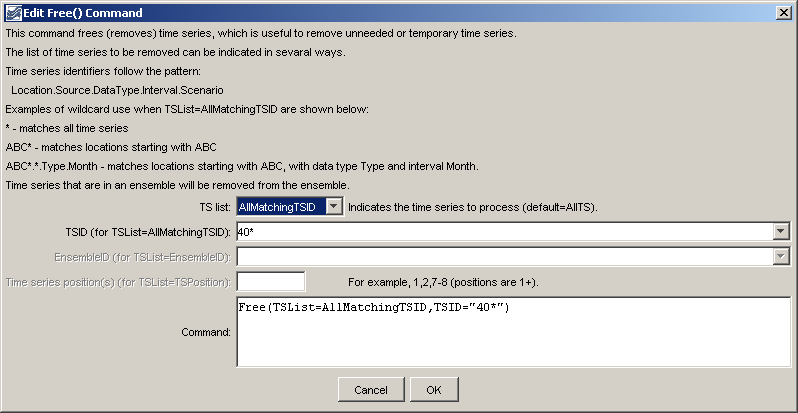 Edit Free() Command
This command frees (removes) time series, which is useful to remove unneeded or temporary time series.
The list of time series to be removed can be indicated in sevaral ways.
Time series identifiers follow the pattern:
Location.Source.DataType.Interval.Scenario
Examples of wildcard use when TSList=AllMatchingTSID are shown below:
* - matches all time series
ABC* - matches locations starting with ABC
ABC*.*.Type.Month - matches locations starting with ABC, with data type Type and interval Month.
Time series that are in an ensemble will be removed from the ensemble.
TS list: AllMatchingTSID Indicates the time series to process (default=AllTS).
TSID (for TSList=AllMatchingTSID): 40*
EnsembleID (for TSList=EnsembleID):
Time series position(s) (for TSList=TSPosition): For example, 1,2,7-8 (positions are 1+).
Free(TSList=AllMatchingTSID,TSID="40*")
Command:
Cancel OK